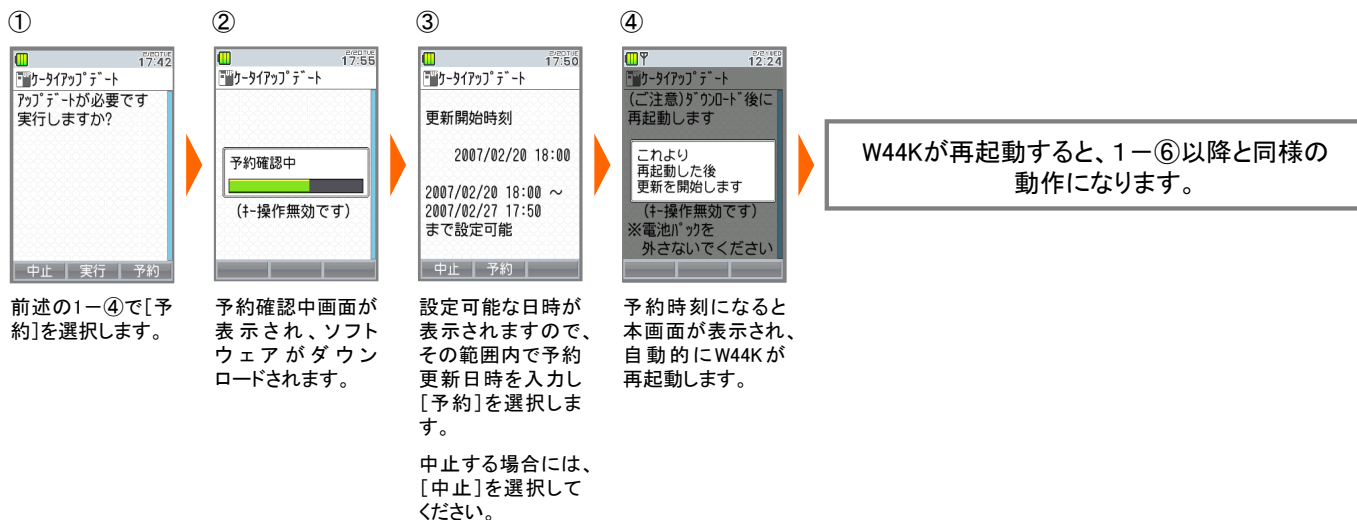 ①
2/20TUE
17:42
ｹｰﾀｲｱｯﾌﾟﾃﾞｰﾄ
ｱｯﾌﾟﾃﾞｰﾄが必要です
実行しますか?
中止 実行 予約
前述の1－④で[予
約]を選択します。
②
2/20TUE
17:55
ｹｰﾀｲｱｯﾌﾟﾃﾞｰﾄ
予約確認中
(ｷｰ操作無効です)
予約確認中画面が
表示され、ソフト
ウェアがダウン
ロードされます。
③
2/20TUE
17:50
ｹｰﾀｲｱｯﾌﾟﾃﾞｰﾄ
更新開始時刻
2007/02/20 18:00
2007/02/20 18:00 ～
2007/02/27 17:50
まで設定可能
中止 予約
設定可能な日時が
表示されますので、
その範囲内で予約
更新日時を入力し
[予約]を選択しま
す。
中止する場合には、
[中止]を選択して
ください。
④
2/21WED
12:24
ｹｰﾀｲｱｯﾌﾟﾃﾞｰﾄ
(ご注意)ﾀﾞｳﾝﾛｰﾄﾞ後に
再起動します
これより
再起動した後
更新を開始します
(ｷｰ操作無効です)
※電池ﾊﾟｯｸを
外さないでください
予約時刻になると
本画面が表示され、
自動的にW44Kが
再起動します。
W44Kが再起動すると、1－⑥以降と同様の
動作になります。